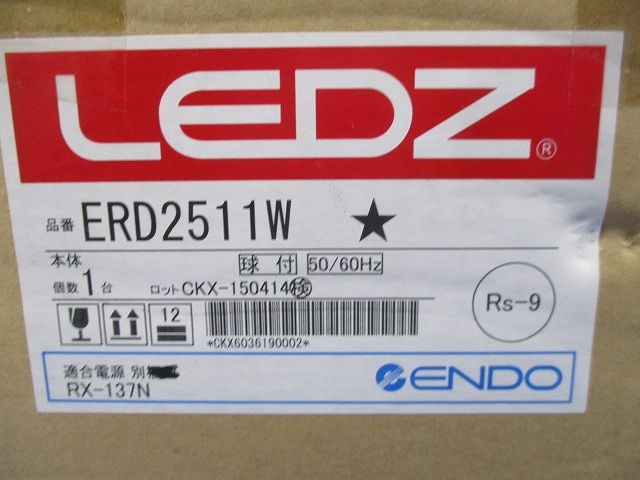 LEDZ®
品番 ERD2511W ★
本体 球付 50/60Hz
個数 1台 ロット CKX-150414 検
12
*CKX6036190002*
Rs-9
適合電源 別
RX-137N
ENDO